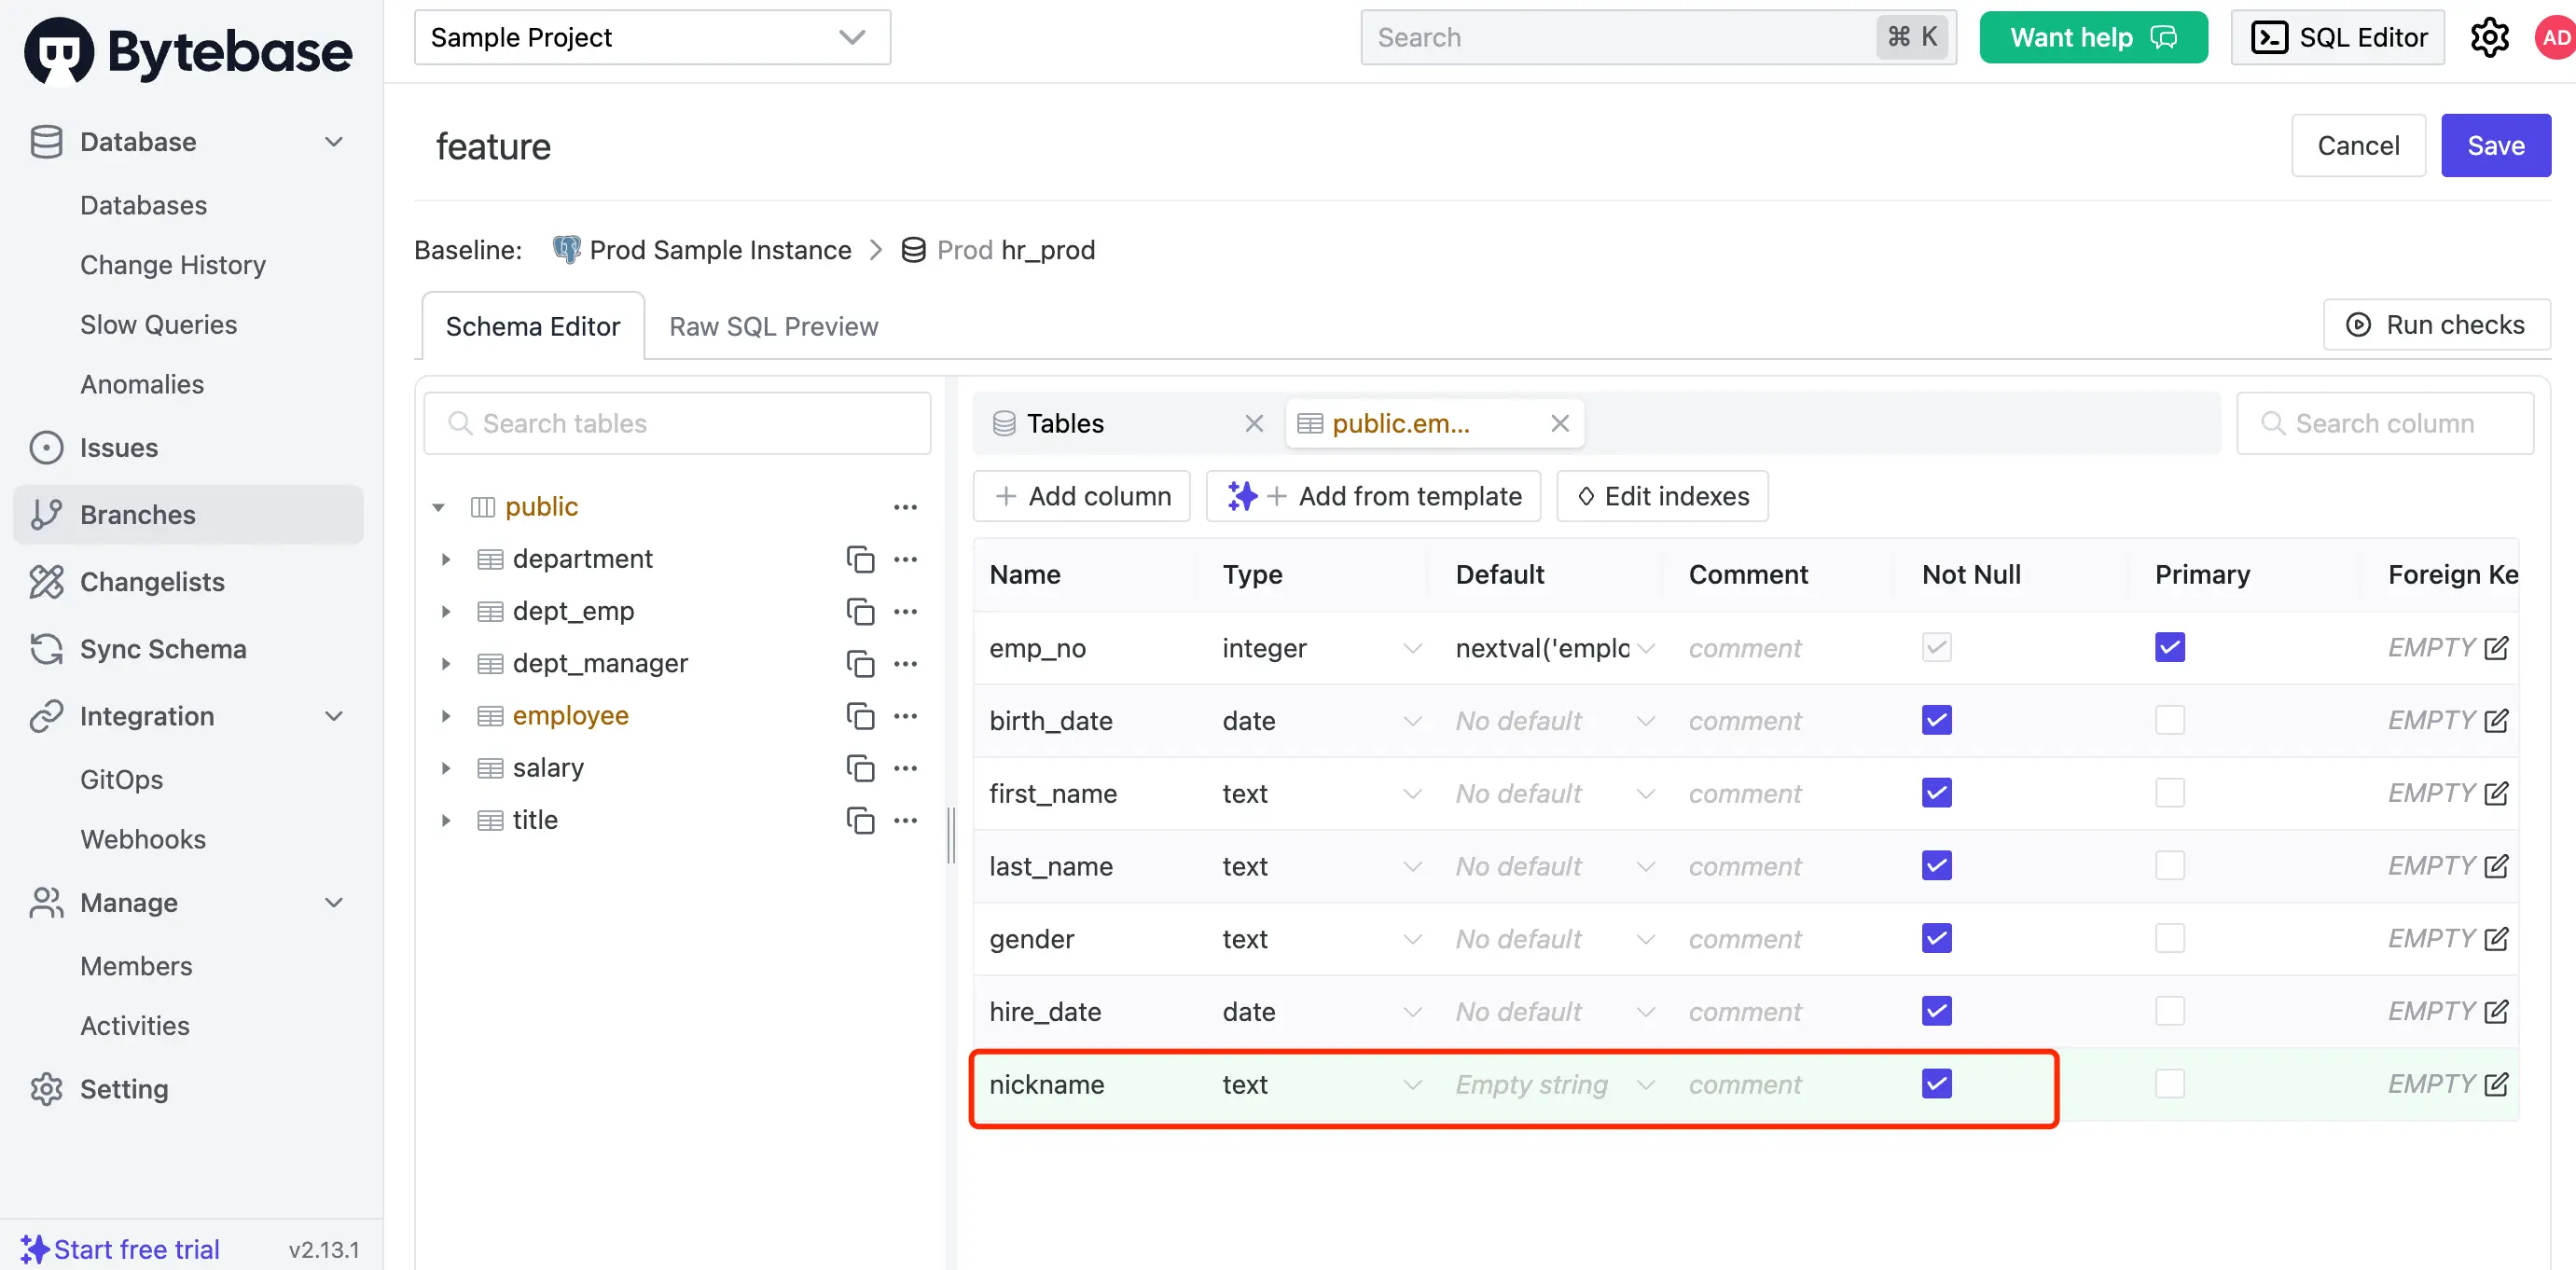 Bytebase
Sample Project
Search
⌘ K
Want help
SQL Editor
AD
Database
Databases
Change History
Slow Queries
Anomalies
Issues
Branches
Changelists
Sync Schema
Integration
GitOps
Webhooks
Manage
Members
Activities
Setting
Start free trial
v2.13.1
feature
Cancel
Save
Baseline: Prod Sample Instance > Prod hr_prod
Schema Editor
Raw SQL Preview
Run checks
Search tables
public
department
dept_emp
dept_manager
employee
salary
title
Tables
public.em...
Search column
+ Add column
+ Add from template
Edit indexes
Name Type Default Comment Not Null Primary Foreign Ke
emp_no integer nextval('emplo comment EMPTY
birth_date date No default comment EMPTY
first_name text No default comment EMPTY
last_name text No default comment EMPTY
gender text No default comment EMPTY
hire_date date No default comment EMPTY
nickname text Empty string comment EMPTY